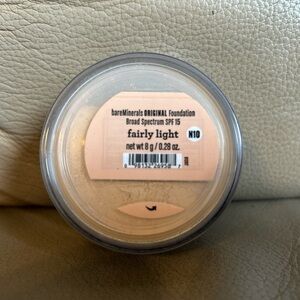 bareMinerals ORIGINAL Foundation
Broad Spectrum SPF 15
fairly light N10
net wt 8 g / 0.28 oz.